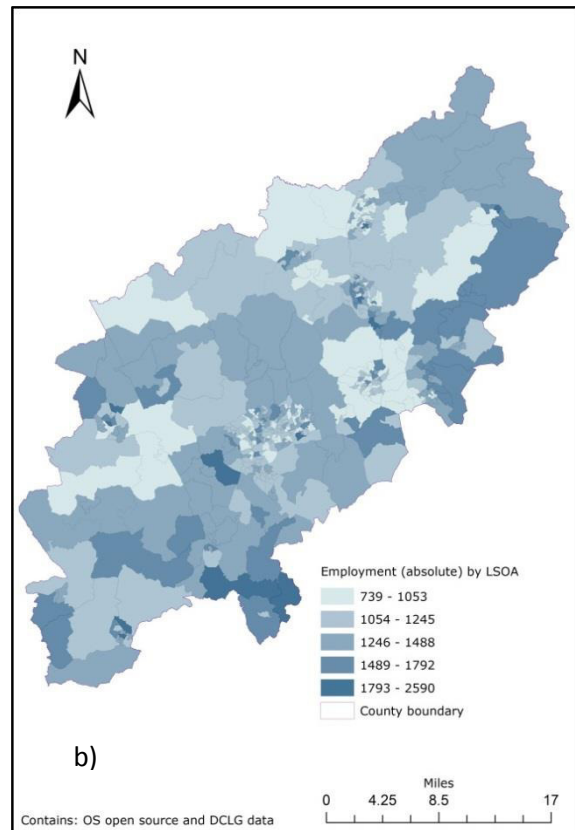 N
Employment (absolute) by LSOA
739 - 1053
1054 - 1245
1246 - 1488
1489 - 1792
1793 - 2590
County boundary
b)
Miles
0 4.25 8.5 17
Contains: OS open source and DCLG data